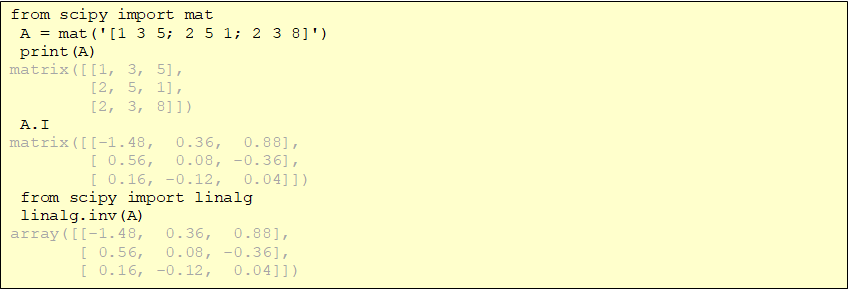 from scipy import mat
A = mat('[1 3 5; 2 5 1; 2 3 8]')
print(A)
matrix([[1, 3, 5],
[2, 5, 1],
[2, 3, 8]])
A.I
matrix([[-1.48, 0.36, 0.88],
[ 0.56, 0.08, -0.36],
[ 0.16, -0.12, 0.04]])
from scipy import linalg
linalg.inv(A)
array([[-1.48, 0.36, 0.88],
[ 0.56, 0.08, -0.36],
[ 0.16, -0.12, 0.04]])